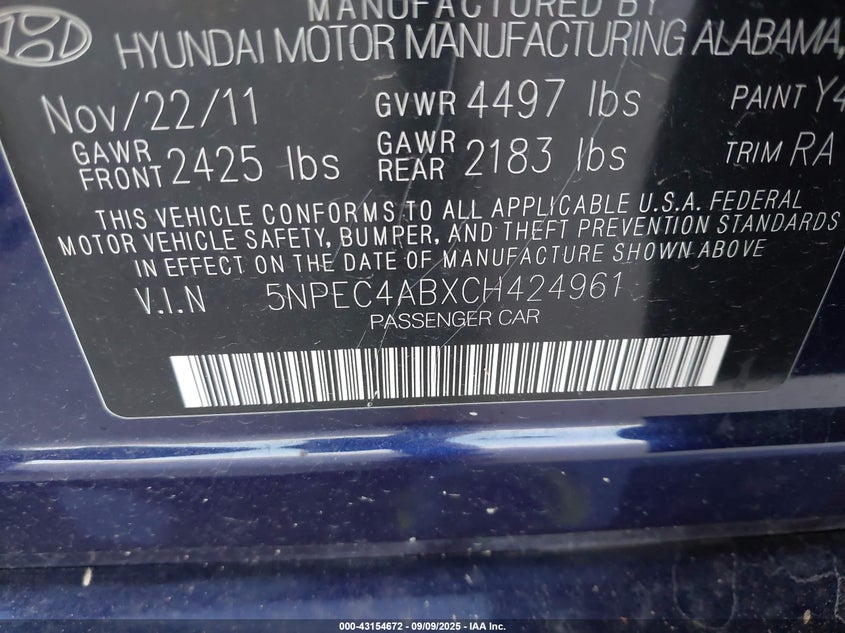 MANUFACTURED BY
HYUNDAI MOTOR MANUFACTURING ALABAMA,
Nov/22/11 GVWR 4497 lbs PAINT Y4
GAWR FRONT 2425 lbs GAWR REAR 2183 lbs TRIM RA
THIS VEHICLE CONFORMS TO ALL APPLICABLE U.S.A. FEDERAL
MOTOR VEHICLE SAFETY, BUMPER, AND THEFT PREVENTION STANDARDS
IN EFFECT ON THE DATE OF MANUFACTURE SHOWN ABOVE
V.I.N 5NPEC4ABXCH424961
PASSENGER CAR
000-43154672 - 09/09/2025 - IAA Inc.